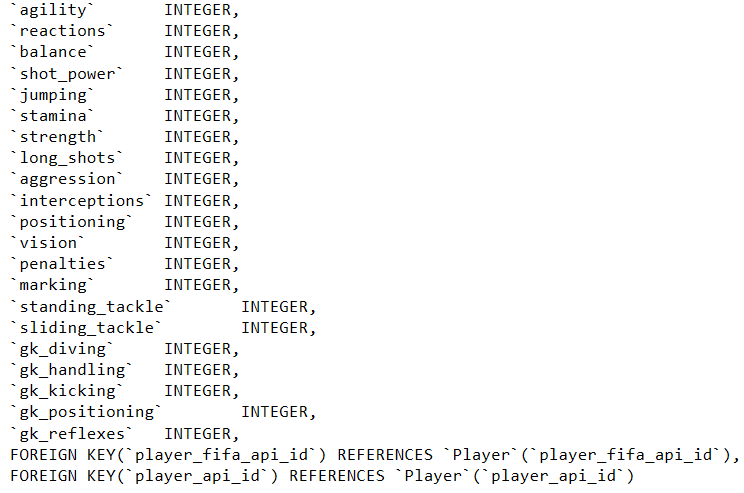 `agility` INTEGER,
`reactions` INTEGER,
`balance` INTEGER,
`shot_power` INTEGER,
`jumping` INTEGER,
`stamina` INTEGER,
`strength` INTEGER,
`long_shots` INTEGER,
`aggression` INTEGER,
`interceptions` INTEGER,
`positioning` INTEGER,
`vision` INTEGER,
`penalties` INTEGER,
`marking` INTEGER,
`standing_tackle` INTEGER,
`sliding_tackle` INTEGER,
`gk_diving` INTEGER,
`gk_handling` INTEGER,
`gk_kicking` INTEGER,
`gk_positioning` INTEGER,
`gk_reflexes` INTEGER,
FOREIGN KEY(`player_fifa_api_id`) REFERENCES `Player`(`player_fifa_api_id`),
FOREIGN KEY(`player_api_id`) REFERENCES `Player`(`player_api_id`)